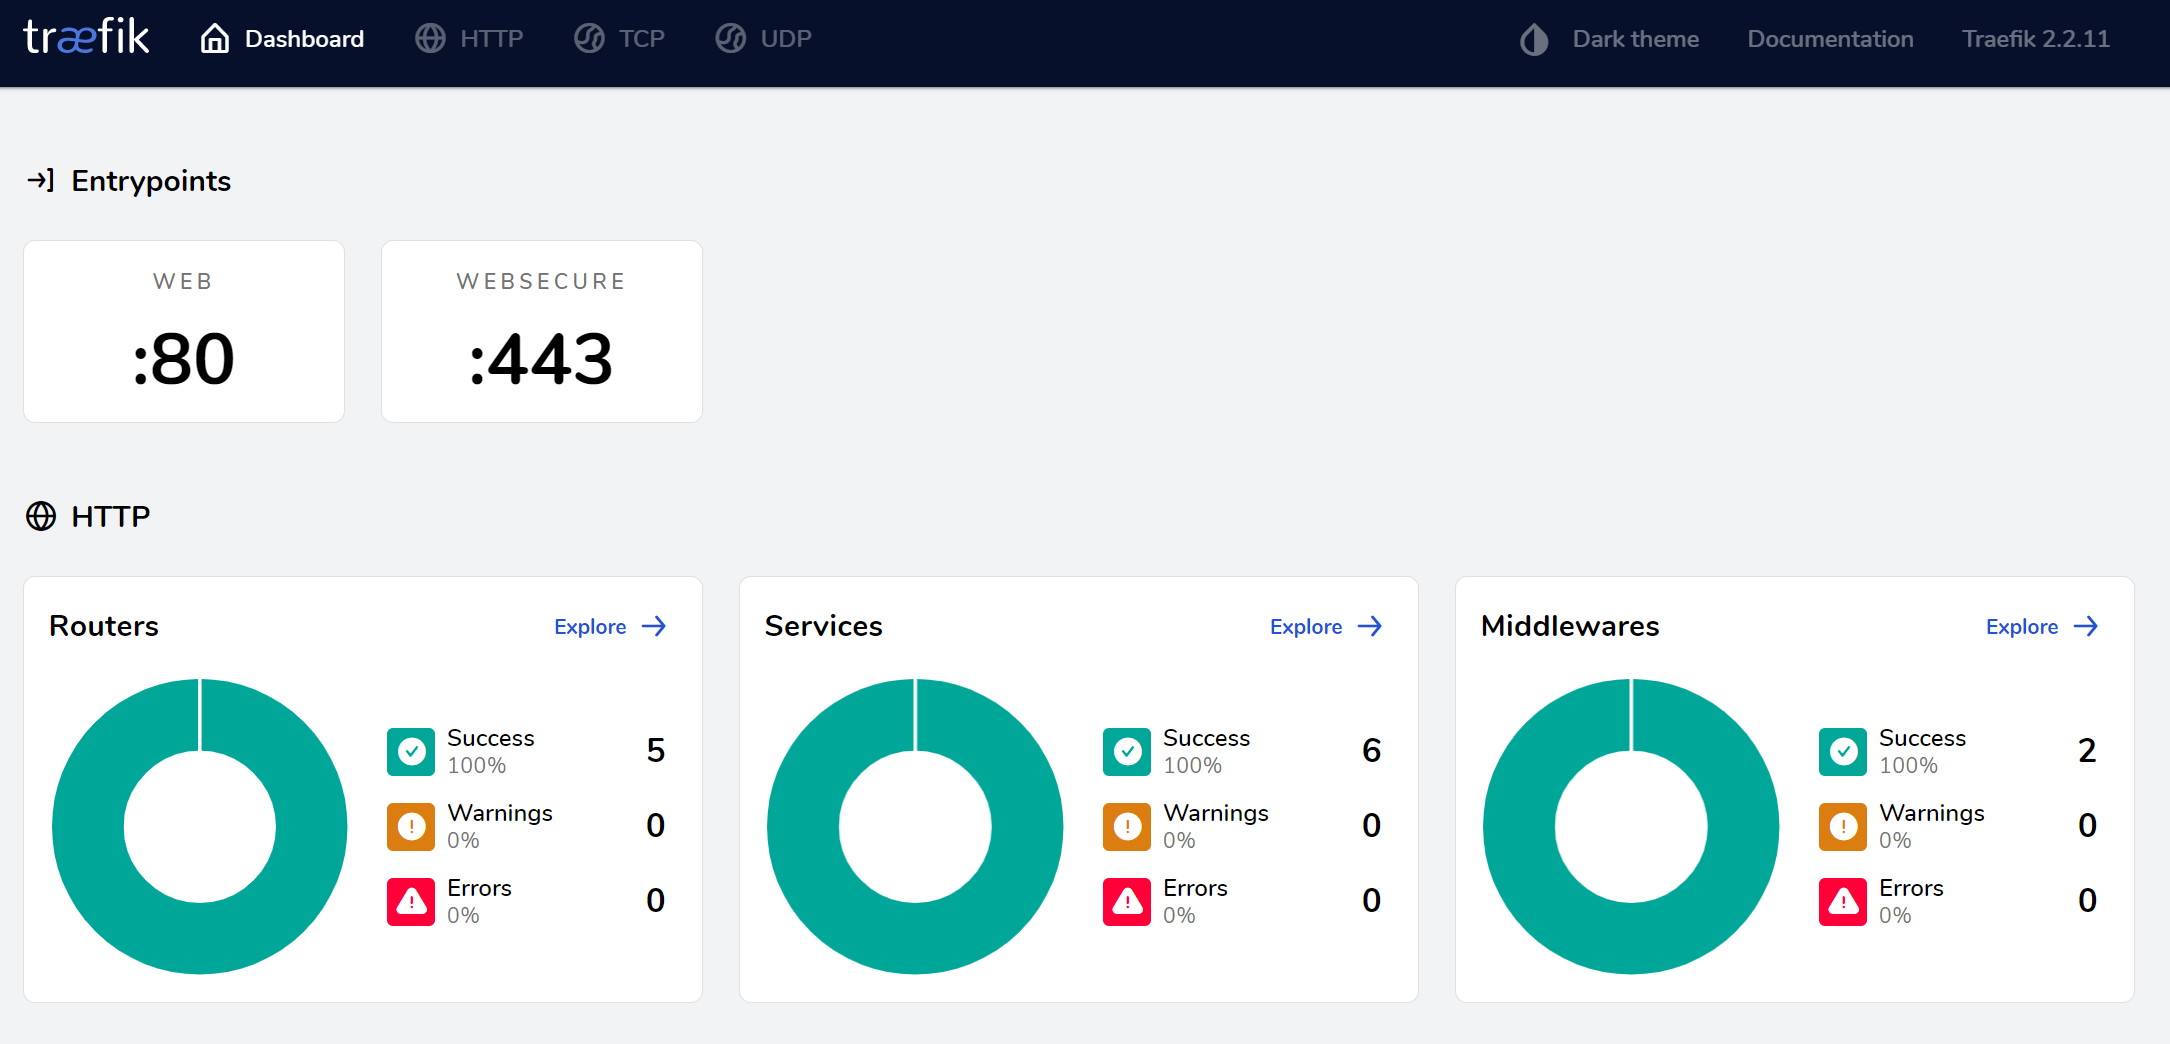 træfik Dashboard HTTP TCP UDP Dark theme Documentation Traefik 2.2.11
Entrypoints
WEB
:80
WEBSECURE
:443
HTTP
Routers Explore
Success 5
100%
Warnings 0
0%
Errors 0
0%
Services Explore
Success 6
100%
Warnings 0
0%
Errors 0
0%
Middlewares Explore
Success 2
100%
Warnings 0
0%
Errors 0
0%